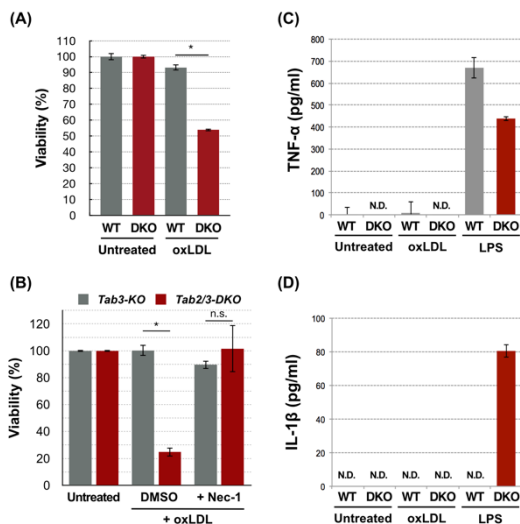 (A)
Viability (%)
110
100
90
80
70
60
50
40
30
20
10
0
*
WT DKO WT DKO
Untreated oxLDL
(B)
Tab3-KO Tab2/3-DKO
Viability (%)
120
100
80
60
40
20
0
*
n.s.
Untreated DMSO + Nec-1
+ oxLDL
(C)
TNF-α (pg/ml)
800
700
600
500
400
300
200
100
0
N.D. N.D.
WT DKO WT DKO WT DKO
Untreated oxLDL LPS
(D)
IL-1β (pg/ml)
100
80
60
40
20
0
N.D. N.D. N.D. N.D. N.D.
WT DKO WT DKO WT DKO
Untreated oxLDL LPS